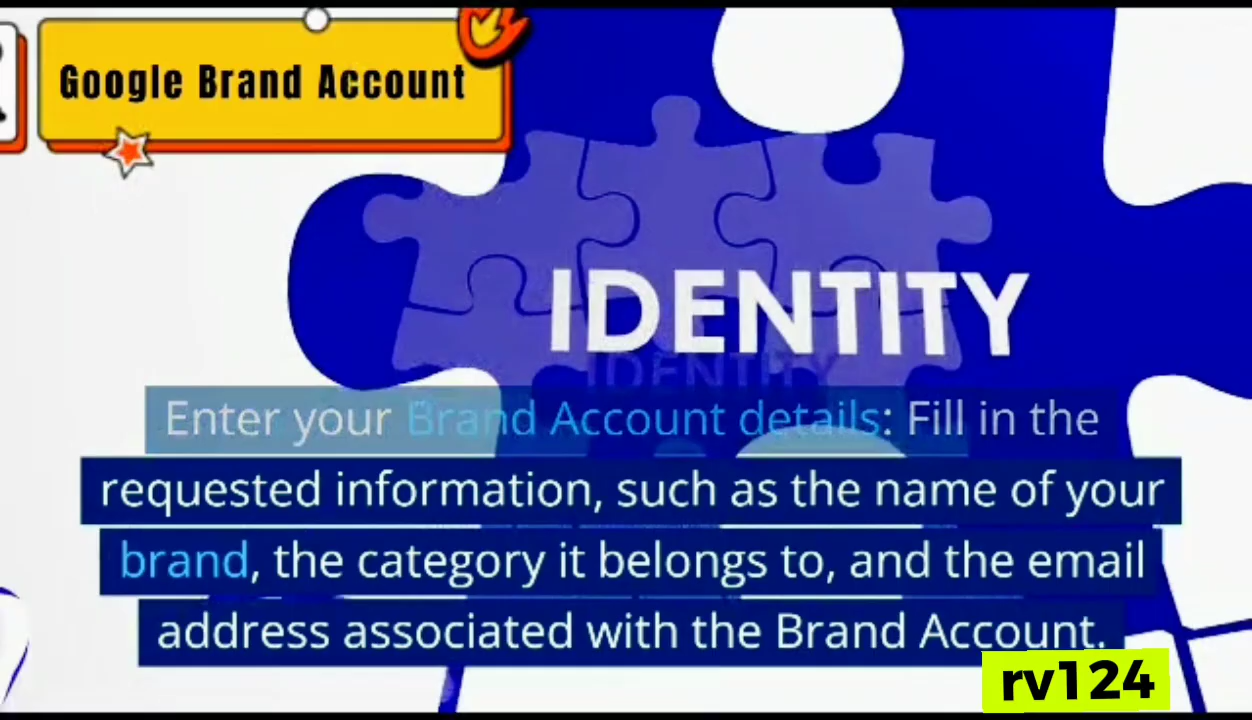 Google Brand Account
IDENTITY
IDENTITY
Enter your Brand Account details: Fill in the
requested information, such as the name of your
brand, the category it belongs to, and the email
address associated with the Brand Account.
rv124